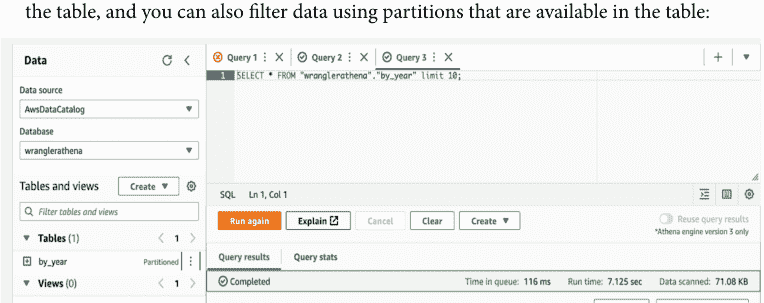 the table, and you can also filter data using partitions that are available in the table:
Data
Data source
AwsDataCatalog
Database
wranglerathena
Tables and views
Create
Filter tables and views
Tables (1)
1
by_year
Partitioned
Views (0)
1
Query 1
Query 2
Query 3
1 SELECT * FROM "wranglerathena"."by_year" limit 10;
SQL Ln 1, Col 1
Run again
Explain
Cancel
Clear
Create
Reuse query results
*Athena engine version 3 only
Query results
Query stats
Completed
Time in queue: 116 ms
Run time: 7.125 sec
Data scanned: 71.08 KB